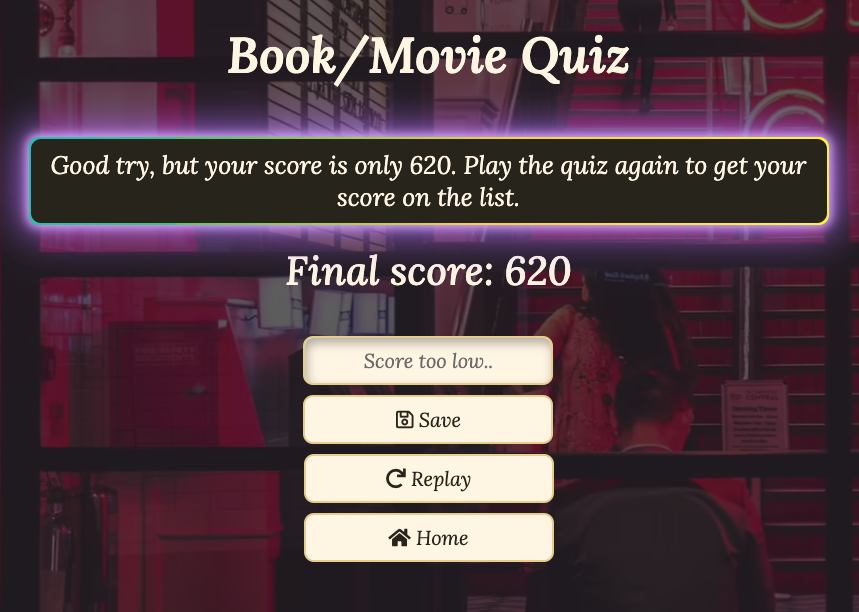 Book/Movie Quiz
Good try, but your score is only 620. Play the quiz again to get your
score on the list.
Final score: 620
Score too low..
Save
Replay
Home